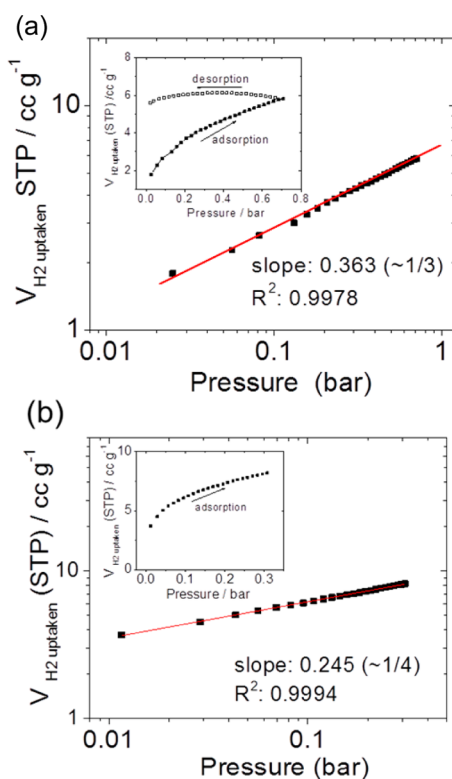 (a)
V H2 uptaken STP / cc g-1
10
1
V H2 uptaken (STP) /cc g-1
6
4
2
desorption
adsorption
0.0 0.2 0.4 0.6 0.8
Pressure / bar
slope: 0.363 (~1/3)
R2: 0.9978
0.01 0.1 1
Pressure (bar)
(b)
V H2 uptaken (STP) / cc g-1
10
1
V H2 uptaken (STP) / cc g-1
10
5
0
adsorption
0.0 0.1 0.2 0.3
Pressure / bar
slope: 0.245 (~1/4)
R2: 0.9994
0.01 0.1
Pressure (bar)